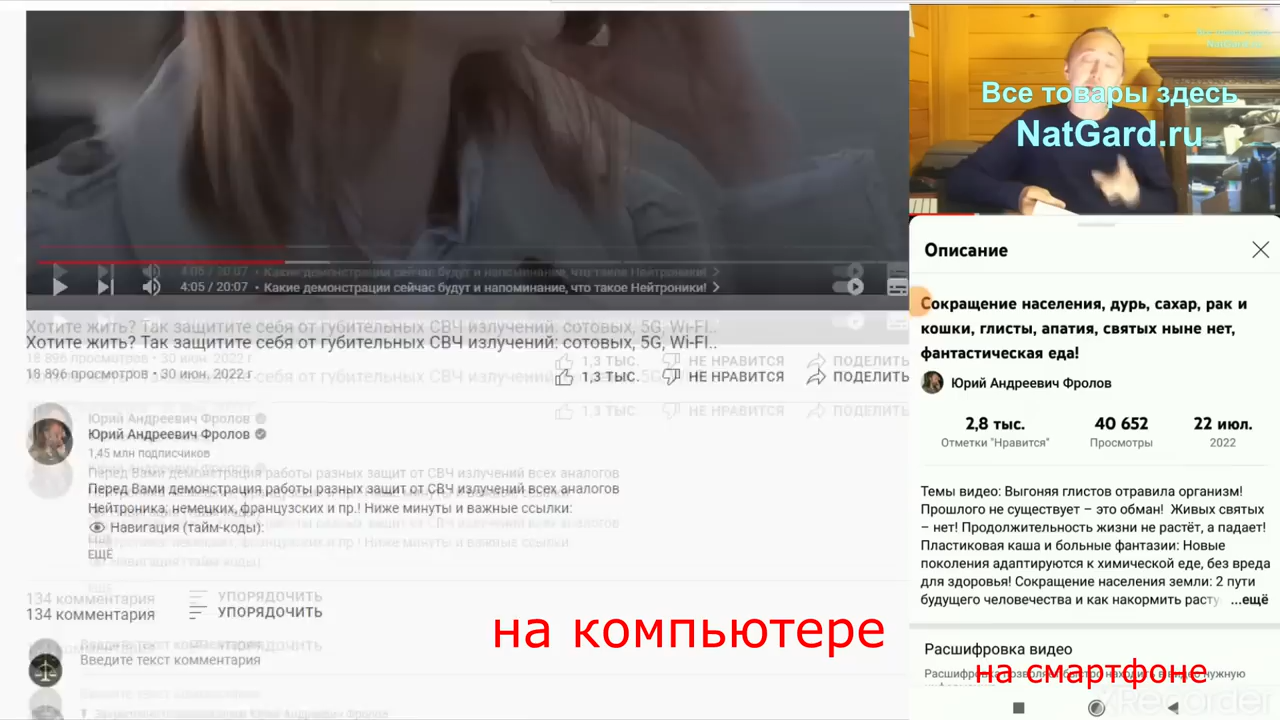 4:05 / 20:07 • Какие демонстрации сейчас будут и напоминание, что такое Нейтроники!
Хотите жить? Так защитите себя от губительных СВЧ излучений: сотовых, 5G, Wi-FI..
18 896 просмотров • 30 июн. 2022 г.
1,3 ТЫС.
НЕ НРАВИТСЯ
ПОДЕЛИТЬ
Юрий Андреевич Фролов
1,45 млн подписчиков
Перед Вами демонстрация работы разных защит от СВЧ излучений всех аналогов
Нейтроника: немецких, французских и пр.! Ниже минуты и важные ссылки:
Навигация (тайм-коды):
ЕЩЁ
134 комментария
УПОРЯДОЧИТЬ
Введите текст комментария
на компьютере
Все товары здесь
NatGard.ru
Описание
Сокращение населения, дурь, сахар, рак и
кошки, глисты, апатия, святых ныне нет,
фантастическая еда!
Юрий Андреевич Фролов
2,8 тыс.
Отметки "Нравится"
40 652
Просмотры
22 июл.
2022
Темы видео: Выгоняя глистов отравила организм!
Прошлого не существует – это обман! Живых святых
– нет! Продолжительность жизни не растёт, а падает!
Пластиковая каша и больные фантазии: Новые
поколения адаптируются к химической еде, без вреда
для здоровья! Сокращение населения земли: 2 пути
будущего человечества и как накормить расту ...ещё
Расшифровка видео
на смартфоне
XRecorder